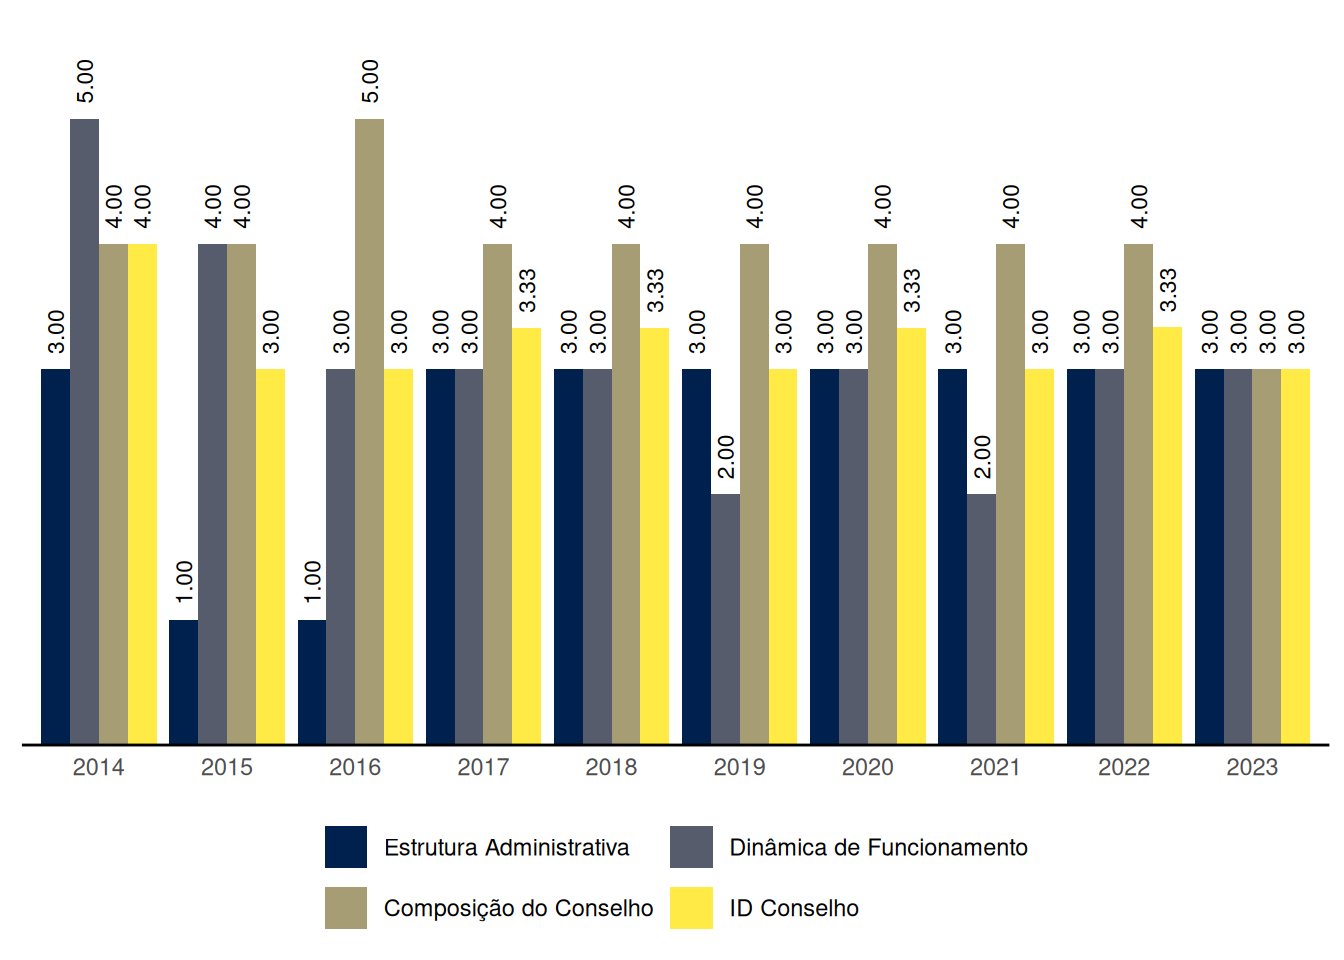 3.00 5.00 4.00 4.00
1.00 4.00 4.00 3.00
1.00 3.00 5.00 3.00
3.00 3.00 4.00 3.33
3.00 3.00 4.00 3.33
3.00 2.00 4.00 3.00
3.00 3.00 4.00 3.33
3.00 2.00 4.00 3.00
3.00 3.00 4.00 3.33
3.00 3.00 3.00 3.00
2014 2015 2016 2017 2018 2019 2020 2021 2022 2023
Estrutura Administrativa Dinâmica de Funcionamento
Composição do Conselho ID Conselho